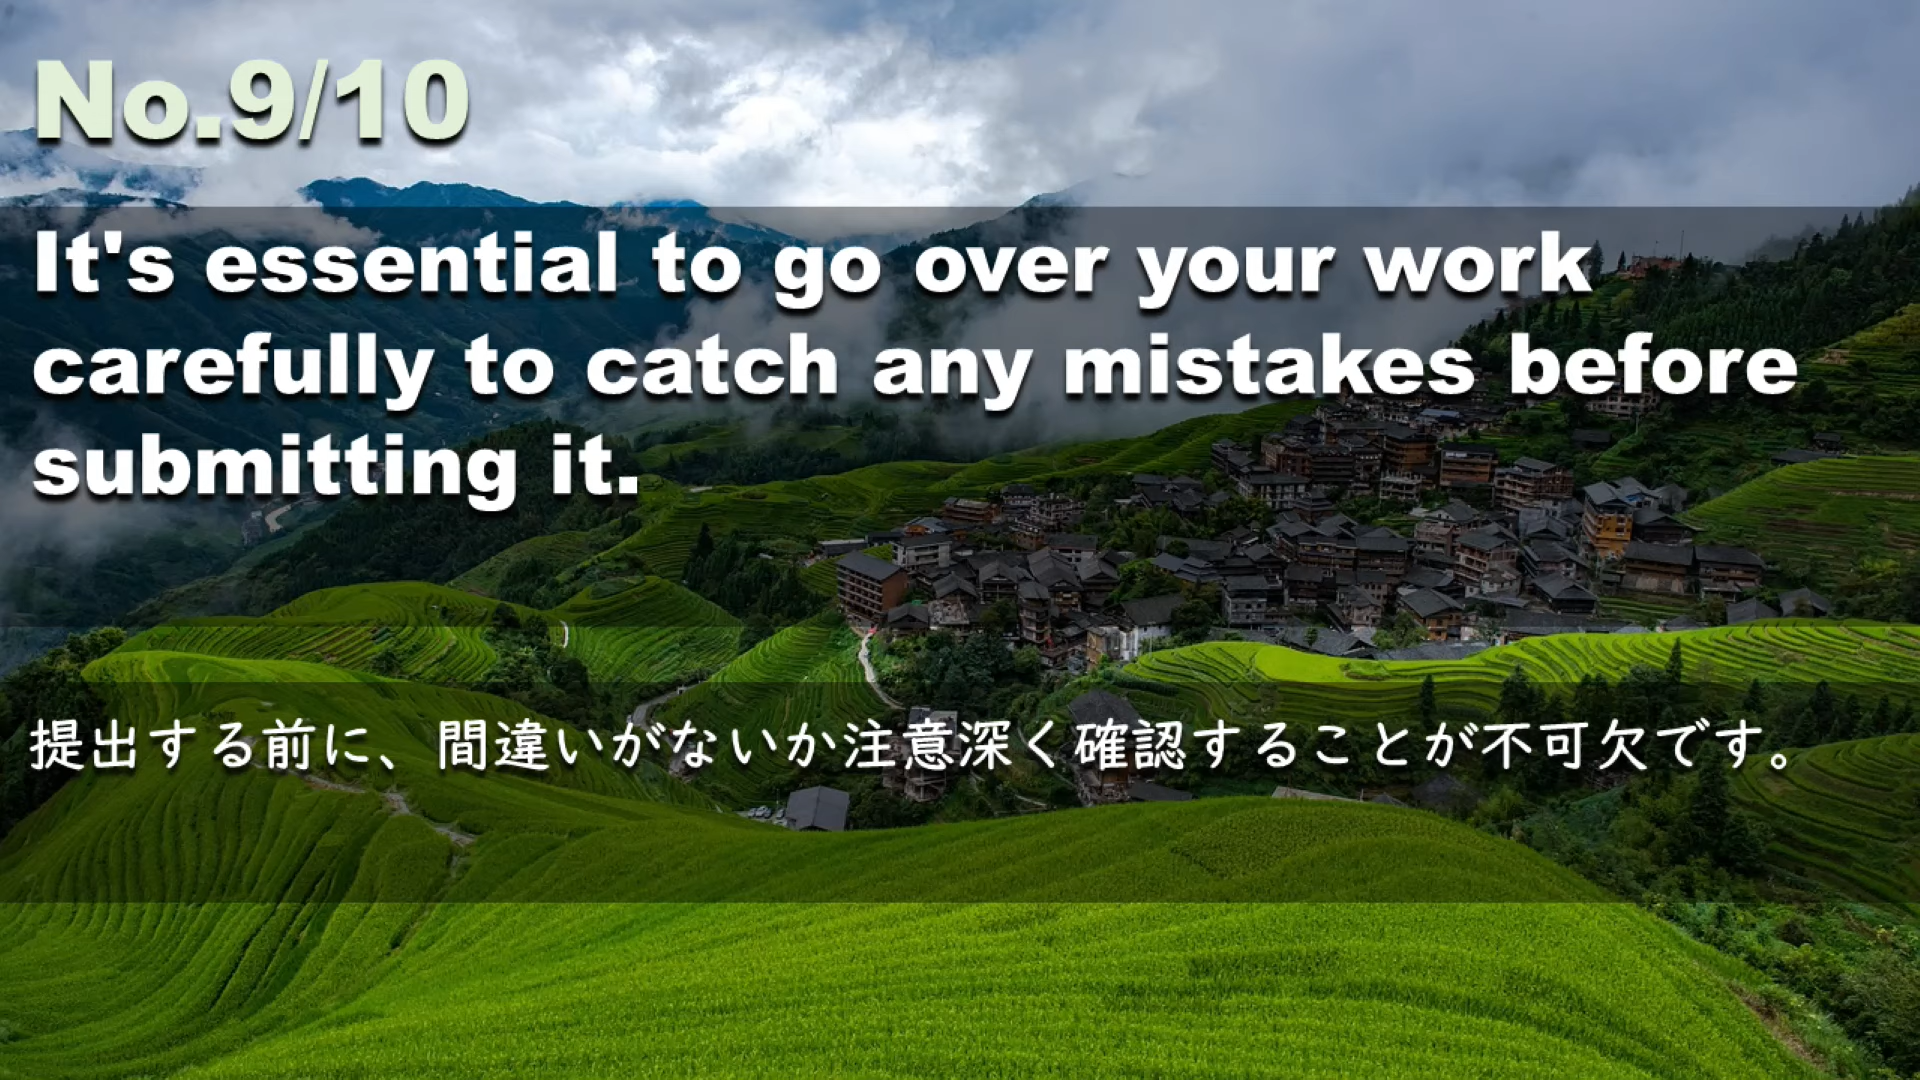 No.9/10
It's essential to go over your work
carefully to catch any mistakes before
submitting it.
提出する前に、間違いがないか注意深く確認することが不可欠です。